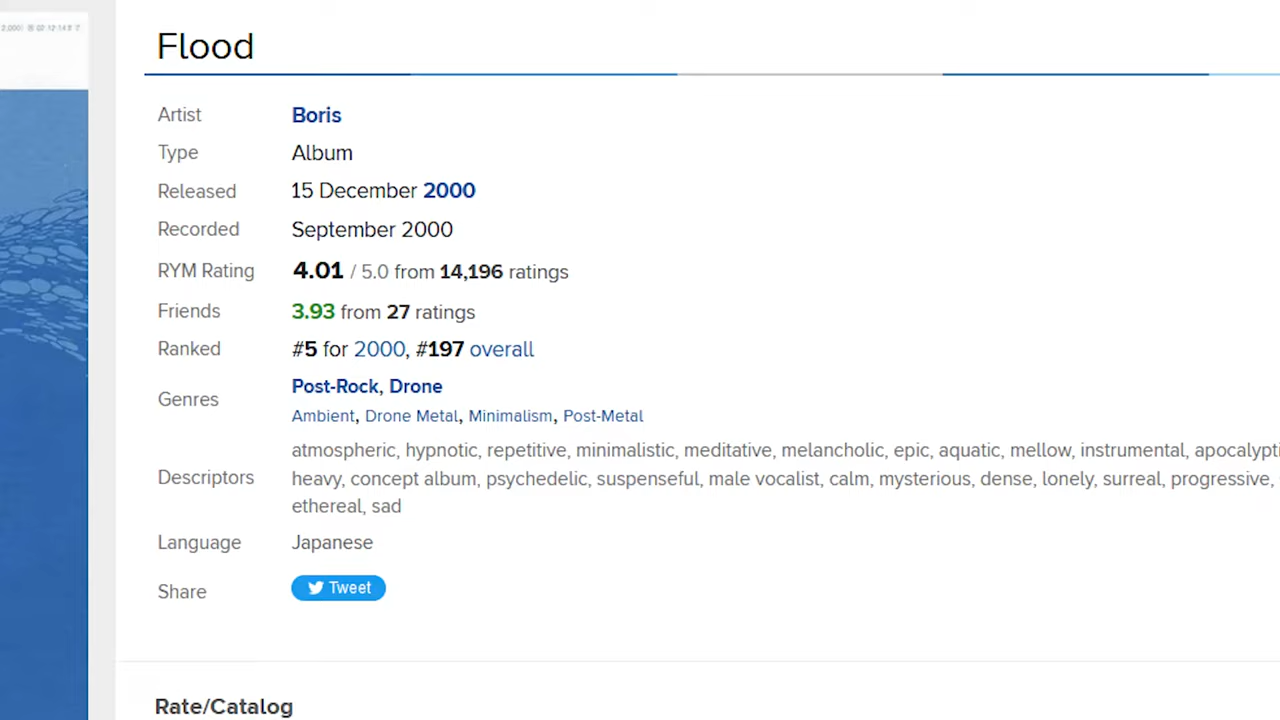 Flood
Artist Boris
Type Album
Released 15 December 2000
Recorded September 2000
RYM Rating 4.01 / 5.0 from 14,196 ratings
Friends 3.93 from 27 ratings
Ranked #5 for 2000, #197 overall
Genres Post-Rock, Drone
Ambient, Drone Metal, Minimalism, Post-Metal
Descriptors atmospheric, hypnotic, repetitive, minimalistic, meditative, melancholic, epic, aquatic, mellow, instrumental, apocalypti
heavy, concept album, psychedelic, suspenseful, male vocalist, calm, mysterious, dense, lonely, surreal, progressive,
ethereal, sad
Language Japanese
Share Tweet
Rate/Catalog